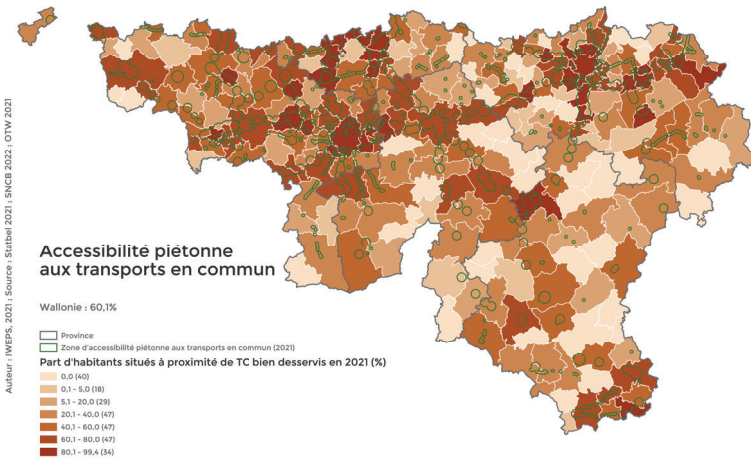 Auteur : IWEPS, 2021 ; Source : Statbel 2021 ; SNCB 2022 ; OTW 2021
Accessibilité piétonne
aux transports en commun
Wallonie : 60,1%
Province
Zone d'accessibilité piétonne aux transports en commun (2021)
Part d'habitants situés à proximité de TC bien desservis en 2021 (%)
0,0 (40)
0,1 - 5,0 (18)
5,1 - 20,0 (29)
20,1 - 40,0 (47)
40,1 - 60,0 (47)
60,1 - 80,0 (47)
80,1 - 99,4 (34)